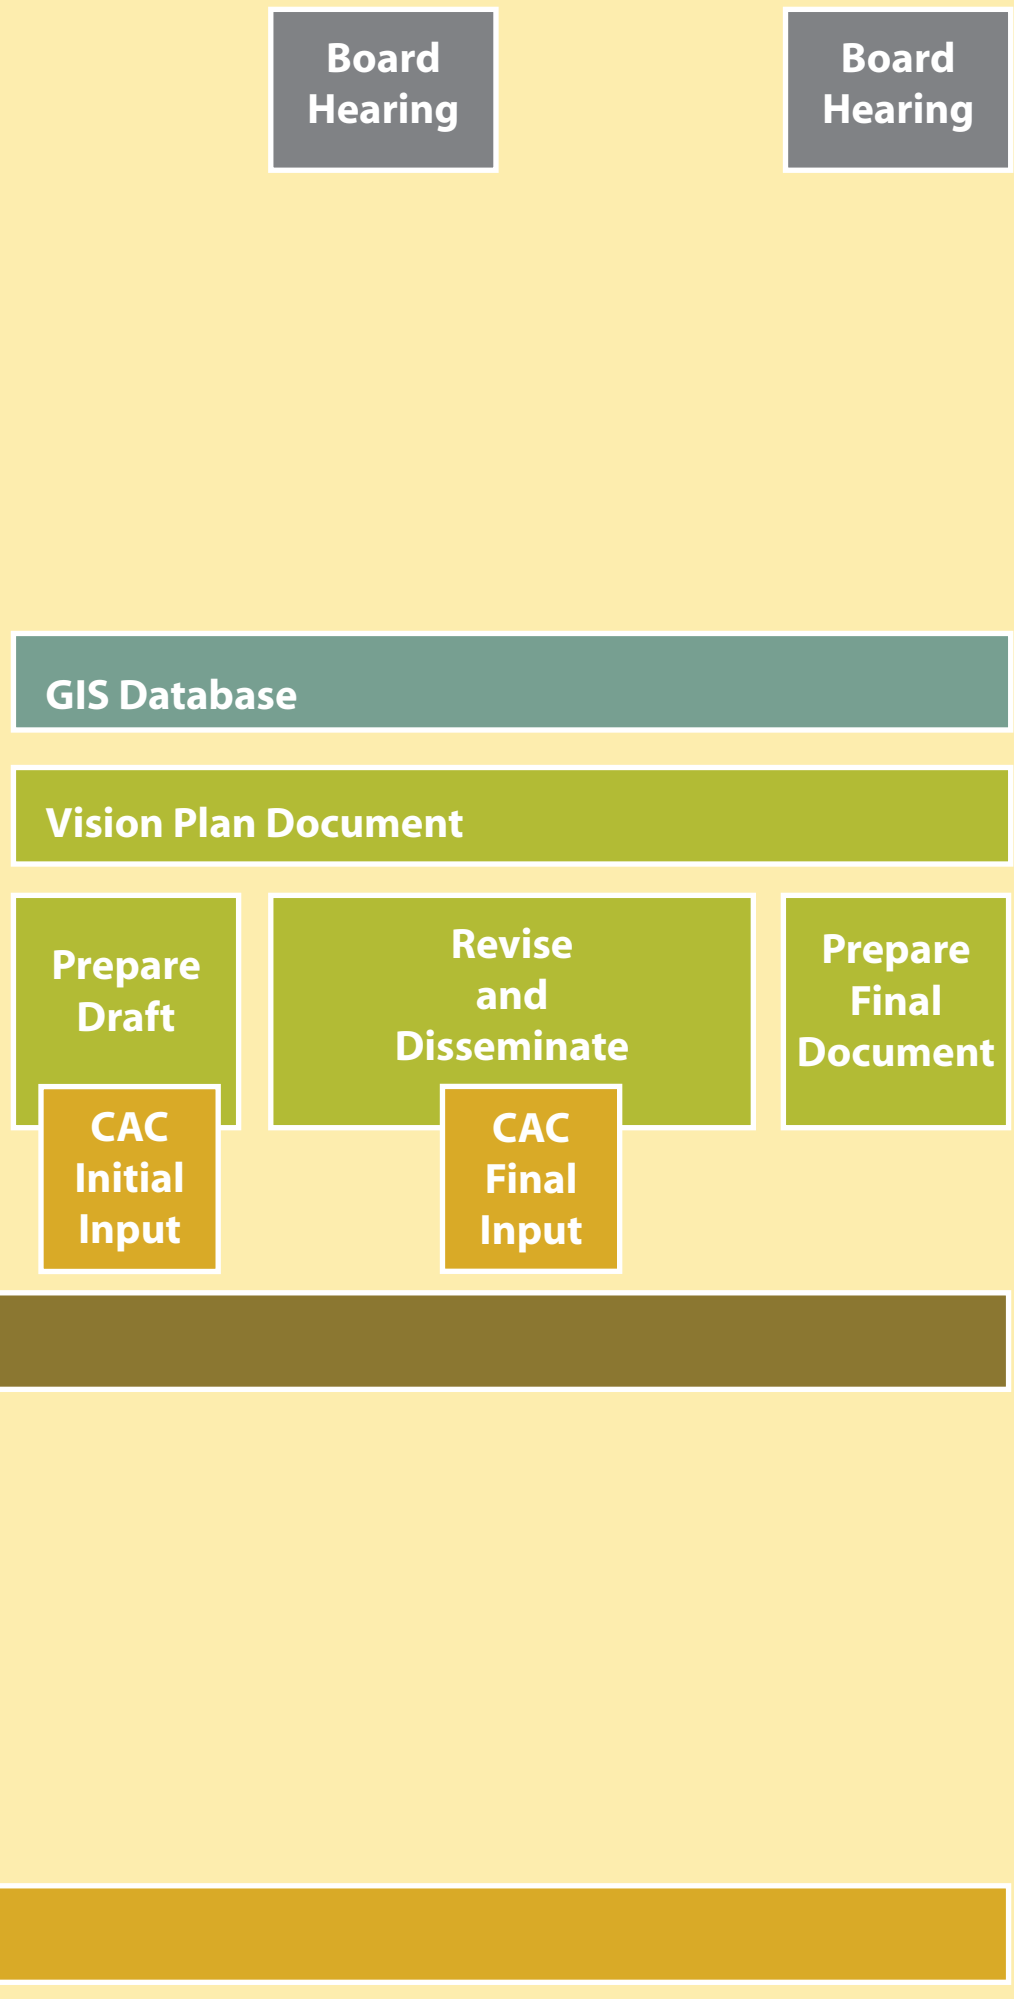 Board
Hearing
Board
Hearing
GIS Database
Vision Plan Document
Prepare
Draft
Revise
and
Disseminate
Prepare
Final
Document
CAC
Initial
Input
CAC
Final
Input